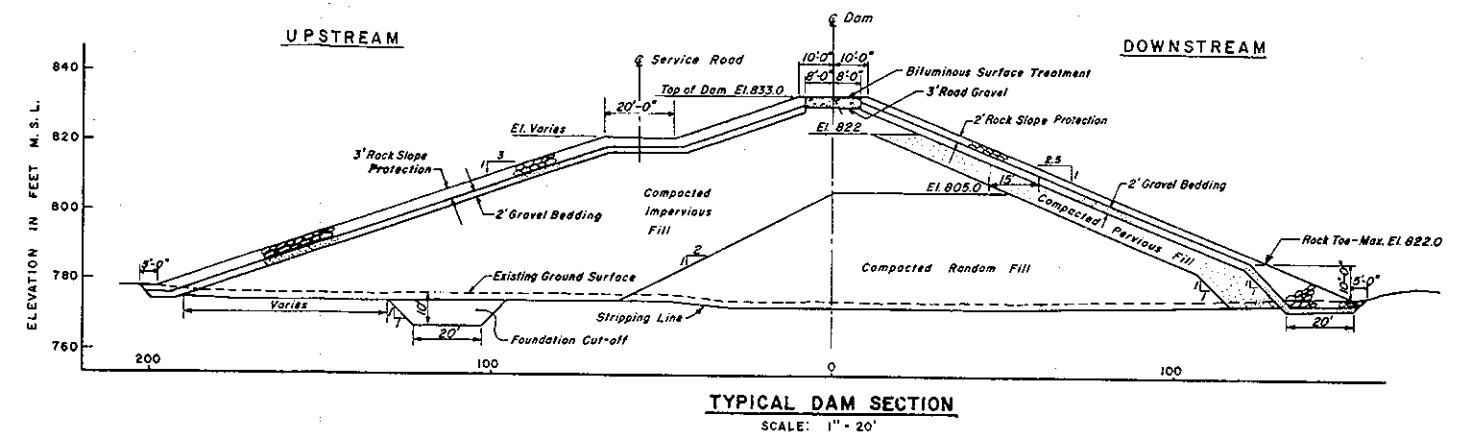 UPSTREAM
DOWNSTREAM
℄ Dam
℄ Service Road
10'-0" 10'-0"
8'-0" 8'-0"
Bituminous Surface Treatment
3' Road Gravel
Top of Dam El. 833.0
20'-0"
El. Varies
El. 822
2' Rock Slope Protection
3' Rock Slope
Protection
1
3
2.5
1
2' Gravel Bedding
2' Gravel Bedding
15'
El. 805.0
Compacted
Impervious
Fill
Compacted Pervious Fill
Compacted Random Fill
2
1
Rock Toe-Max. El. 822.0
5'-0"
10'-0"
5'-0"
Existing Ground Surface
Varies
10'
1
1
1
1
1
1
20'
20'
Stripping Line
Foundation Cut-off
ELEVATION IN FEET M.S.L.
840
820
800
780
760
200
100
0
100
TYPICAL DAM SECTION
SCALE: 1" - 20'